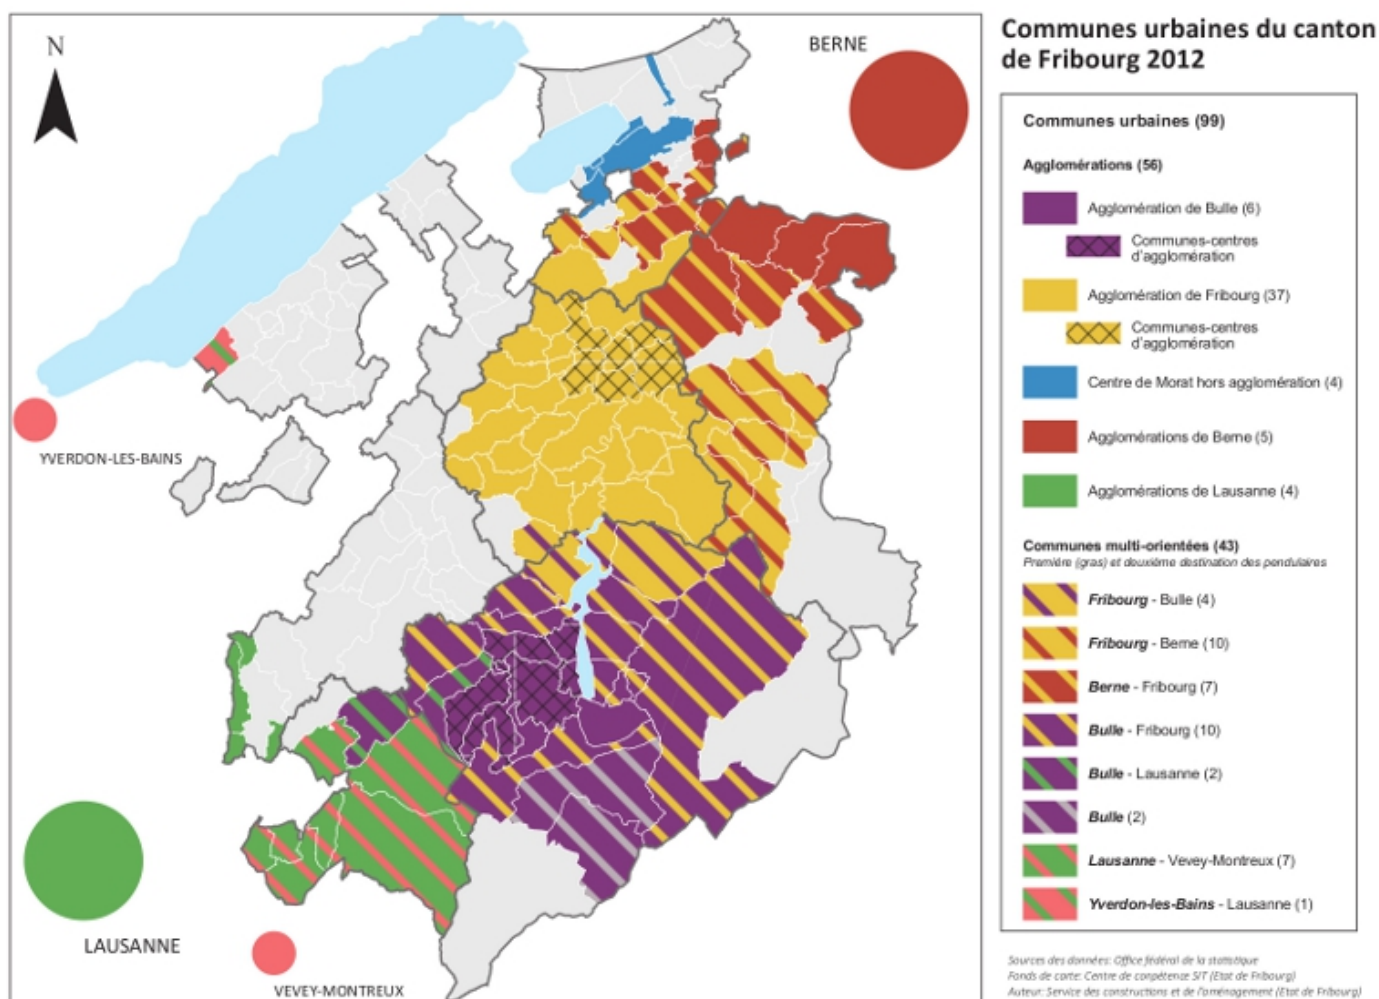 N
BERNE
YVERDON-LES-BAINS
LAUSANNE
VEVEY-MONTREUX
Communes urbaines du canton
de Fribourg 2012
Communes urbaines (99)
Agglomérations (56)
Agglomération de Bulle (6)
Communes-centres
d'agglomération
Agglomération de Fribourg (37)
Communes-centres
d'agglomération
Centre de Morat hors agglomération (4)
Agglomérations de Berne (5)
Agglomérations de Lausanne (4)
Communes multi-orientées (43)
Première (gras) et deuxième destination des pendulaires
Fribourg - Bulle (4)
Fribourg - Berne (10)
Berne - Fribourg (7)
Bulle - Fribourg (10)
Bulle - Lausanne (2)
Bulle (2)
Lausanne - Vevey-Montreux (7)
Yverdon-les-Bains - Lausanne (1)
Sources des données: Office fédéral de la statistique
Fonds de carte: Centre de compétence SIT (Etat de Fribourg)
Auteur: Service des constructions et de l'aménagement (Etat de Fribourg)